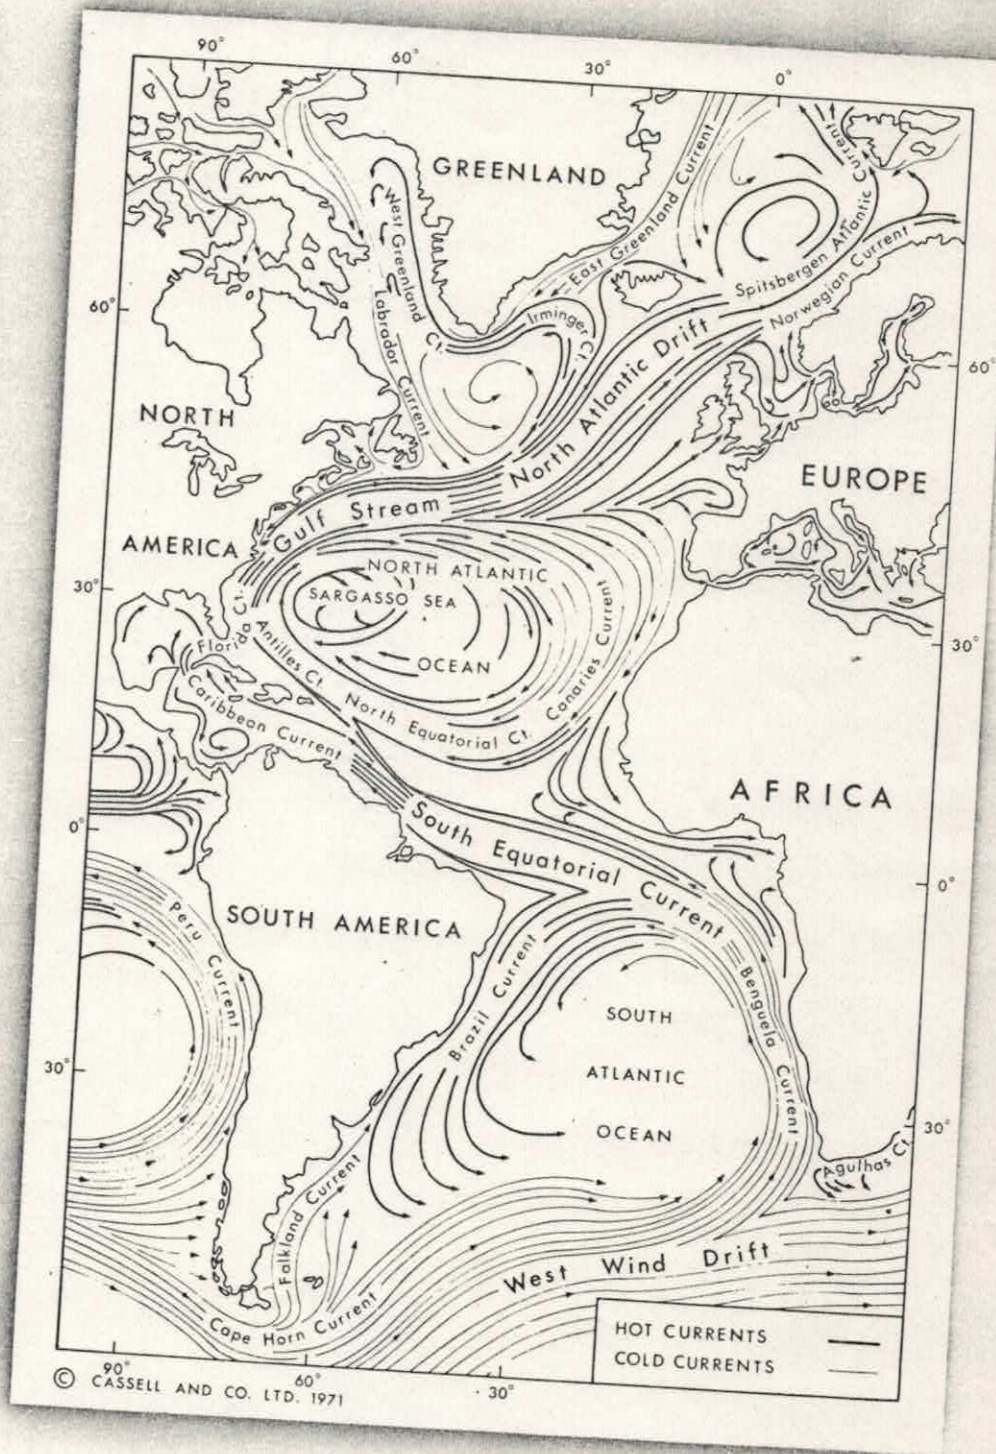 90°
60°
30°
0°
GREENLAND
East Greenland Current
West Greenland Ct.
Labrador Current
Irminger Ct.
Spitsbergen Atlantic Current
Norwegian Current
60°
60°
NORTH
AMERICA
North Atlantic Drift
Gulf Stream
EUROPE
NORTH ATLANTIC
SARGASSO SEA
OCEAN
30°
30°
Florida Ct.
Antilles Ct.
Caribbean Current
North Equatorial Ct.
Canaries Current
AFRICA
0°
0°
South Equatorial Current
SOUTH AMERICA
Peru Current
Brazil Current
Benguela Current
SOUTH
ATLANTIC
OCEAN
30°
30°
Agulhas Ct.
Falkland Current
Cape Horn Current
West Wind Drift
HOT CURRENTS
COLD CURRENTS
90°
60°
30°
© CASSELL AND CO. LTD. 1971